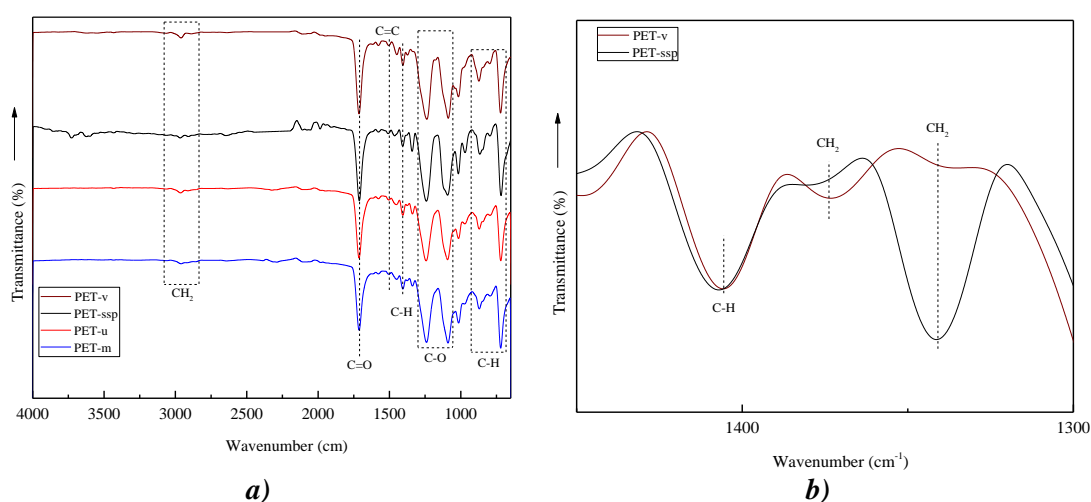 C=C
CH₂
C-H
C=O
C-O
C-H
PET-v
PET-ssp
PET-u
PET-m
Transmittance (%)
4000 3500 3000 2500 2000 1500 1000
Wavenumber (cm)
a)
PET-v
PET-ssp
CH₂
CH₂
C-H
Transmittance (%)
1400 1300
Wavenumber (cm⁻¹)
b)